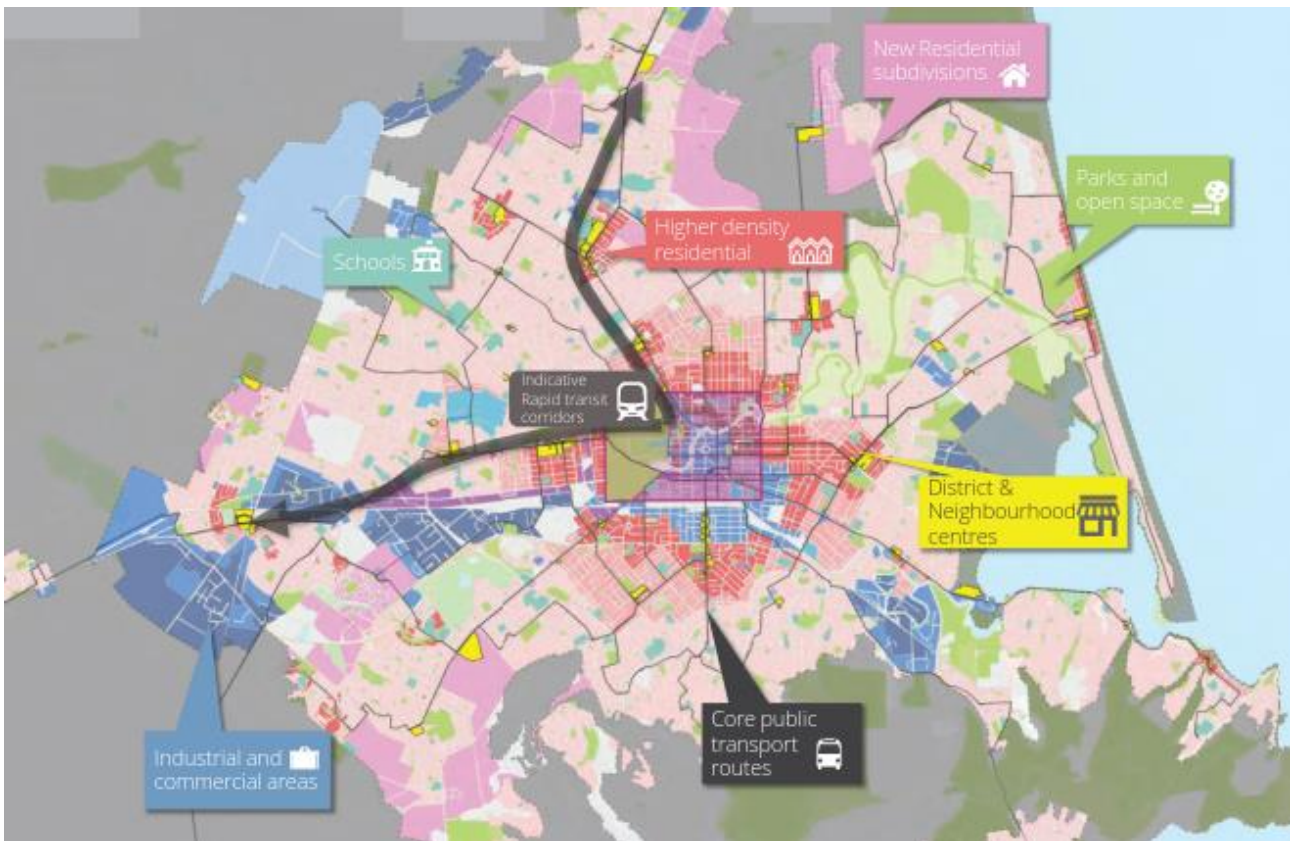 New Residential
subdivisions
Parks and
open space
Higher density
residential
Schools
Indicative
Rapid transit
corridors
District &
Neighbourhood
centres
Core public
transport
routes
Industrial and
commercial areas